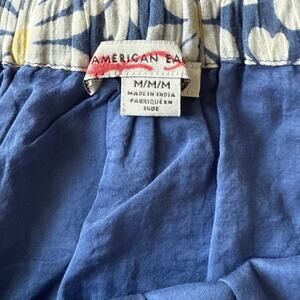 AMERICAN EA
M/M/M
MADE IN INDIA
FABRIQUÉ EN
INDE